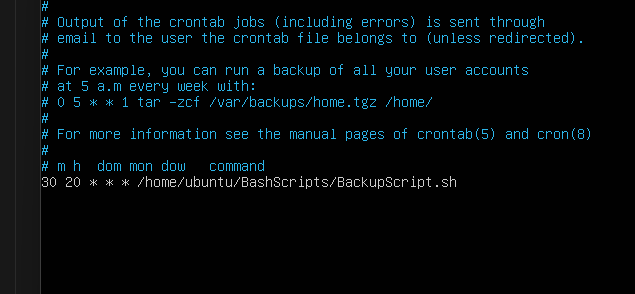 #
# Output of the crontab jobs (including errors) is sent through
# email to the user the crontab file belongs to (unless redirected).
#
# For example, you can run a backup of all your user accounts
# at 5 a.m every week with:
# 0 5 * * 1 tar -zcf /var/backups/home.tgz /home/
#
# For more information see the manual pages of crontab(5) and cron(8)
#
# m h  dom mon dow   command
30 20 * * * /home/ubuntu/BashScripts/BackupScript.sh